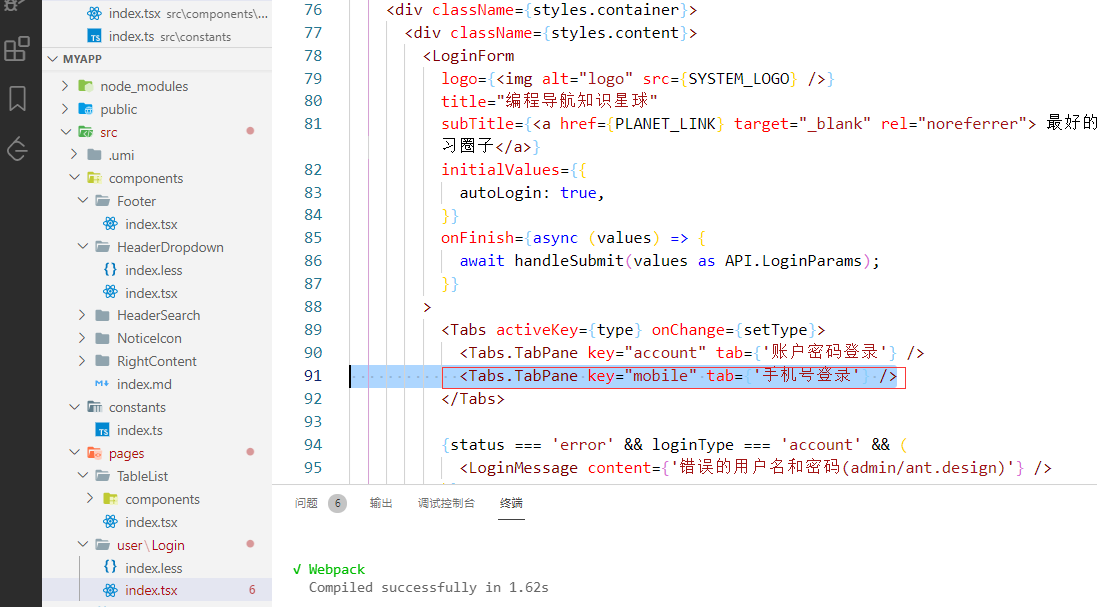 index.tsx src\components\...
index.ts src\constants
MYAPP
node_modules
public
src
.umi
components
Footer
index.tsx
HeaderDropdown
index.less
index.tsx
HeaderSearch
NoticeIcon
RightContent
index.md
constants
index.ts
pages
TableList
components
index.tsx
user\Login
index.less
index.tsx 6
76 <div className={styles.container}>
77 <div className={styles.content}>
78 <LoginForm
79 logo={<img alt="logo" src={SYSTEM_LOGO} />}
80 title="编程导航知识星球"
81 subTitle={<a href={PLANET_LINK} target="_blank" rel="noreferrer"> 最好的
习圈子</a>}
82 initialValues={{
83 autoLogin: true,
84 }}
85 onFinish={async (values) => {
86 await handleSubmit(values as API.LoginParams);
87 }}
88 >
89 <Tabs activeKey={type} onChange={setType}>
90 <Tabs.TabPane key="account" tab={'账户密码登录'} />
91 <Tabs.TabPane key="mobile" tab={'手机号登录'} />
92 </Tabs>
93
94 {status === 'error' && loginType === 'account' && (
95 <LoginMessage content={'错误的用户名和密码(admin/ant.design)'} />
问题 6 输出 调试控制台 终端
√ Webpack
Compiled successfully in 1.62s